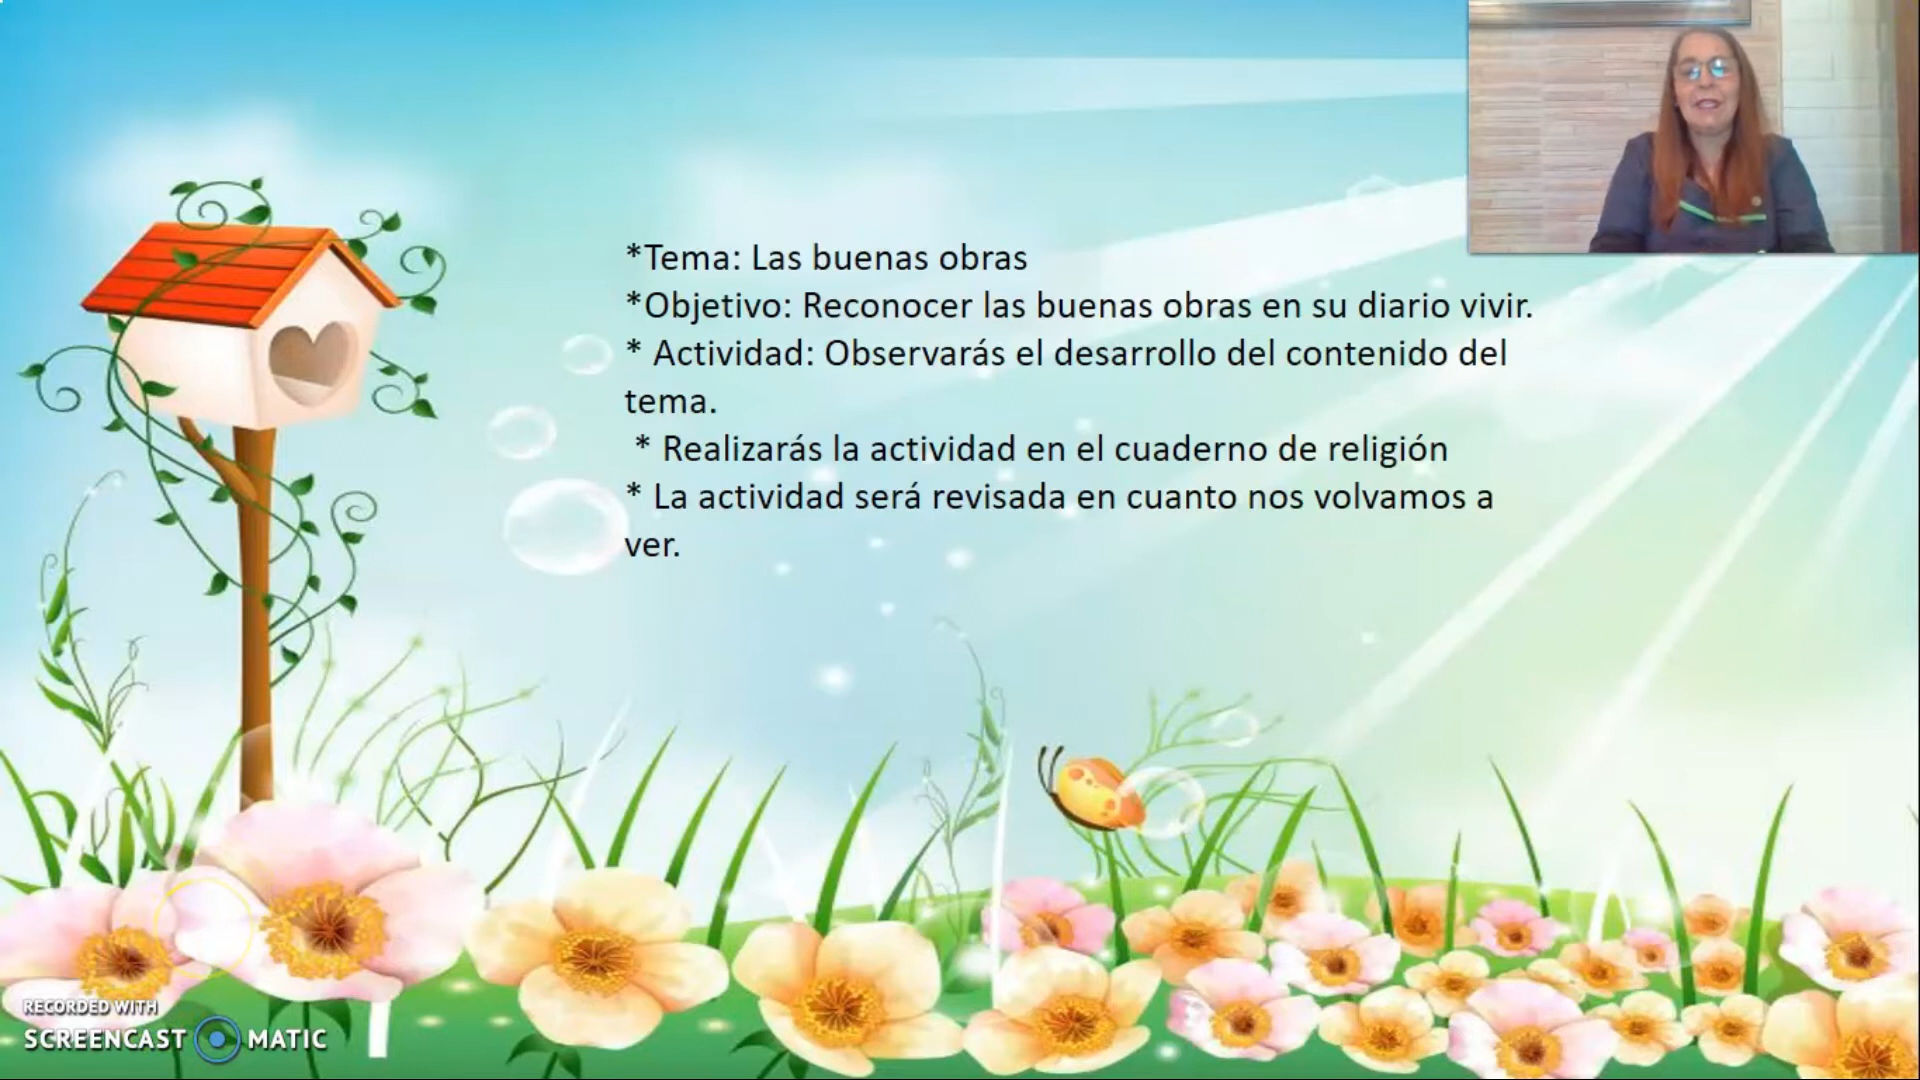 *Tema: Las buenas obras
*Objetivo: Reconocer las buenas obras en su diario vivir.
* Actividad: Observarás el desarrollo del contenido del
tema.
* Realizarás la actividad en el cuaderno de religión
* La actividad será revisada en cuanto nos volvamos a
ver.
RECORDED WITH
SCREENCAST MATIC